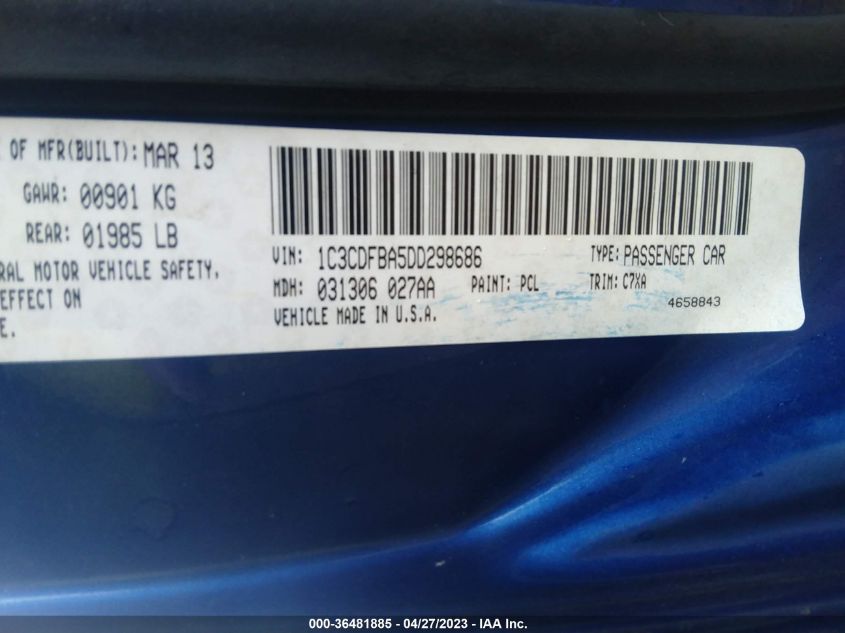 OF MFR(BUILT): MAR 13
GAWR: 00901 KG
REAR: 01985 LB
MOTOR VEHICLE SAFETY,
EFFECT ON
VIN: 1C3CDFBA5DD298686 TYPE: PASSENGER CAR
MDH: 031306 027AA PAINT: PCL TRIM: C7XA
VEHICLE MADE IN U.S.A. 4658843
000-36481885 - 04/27/2023 - IAA Inc.